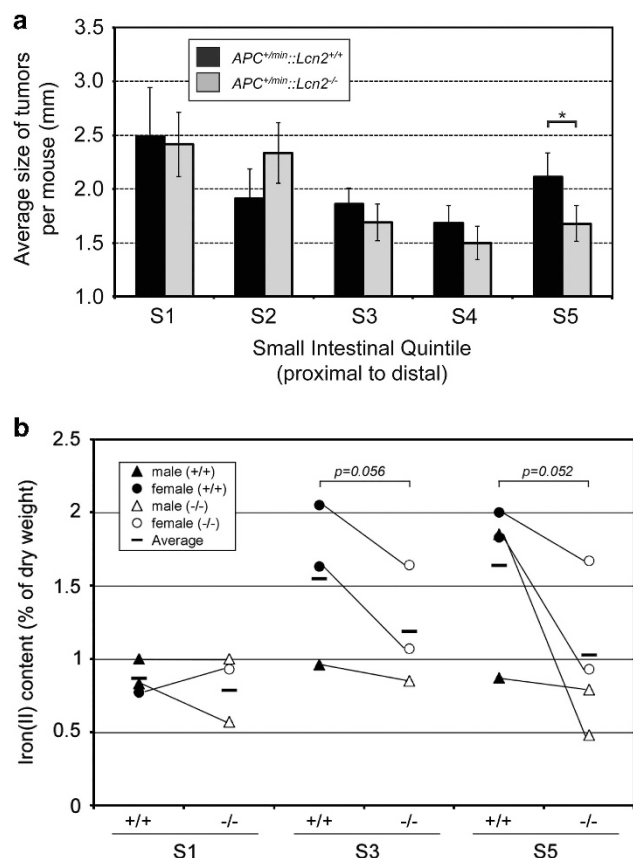 a
Average size of tumors
per mouse (mm)
3.5
3.0
2.5
2.0
1.5
1.0
APC+/min::Lcn2+/+
APC+/min::Lcn2-/-
*
S1 S2 S3 S4 S5
Small Intestinal Quintile
(proximal to distal)
b
Iron(II) content (% of dry weight)
2.5
2
1.5
1
0.5
0
male (+/+)
female (+/+)
male (-/-)
female (-/-)
Average
p=0.056
p=0.052
+/+ -/- +/+ -/- +/+ -/-
S1 S3 S5